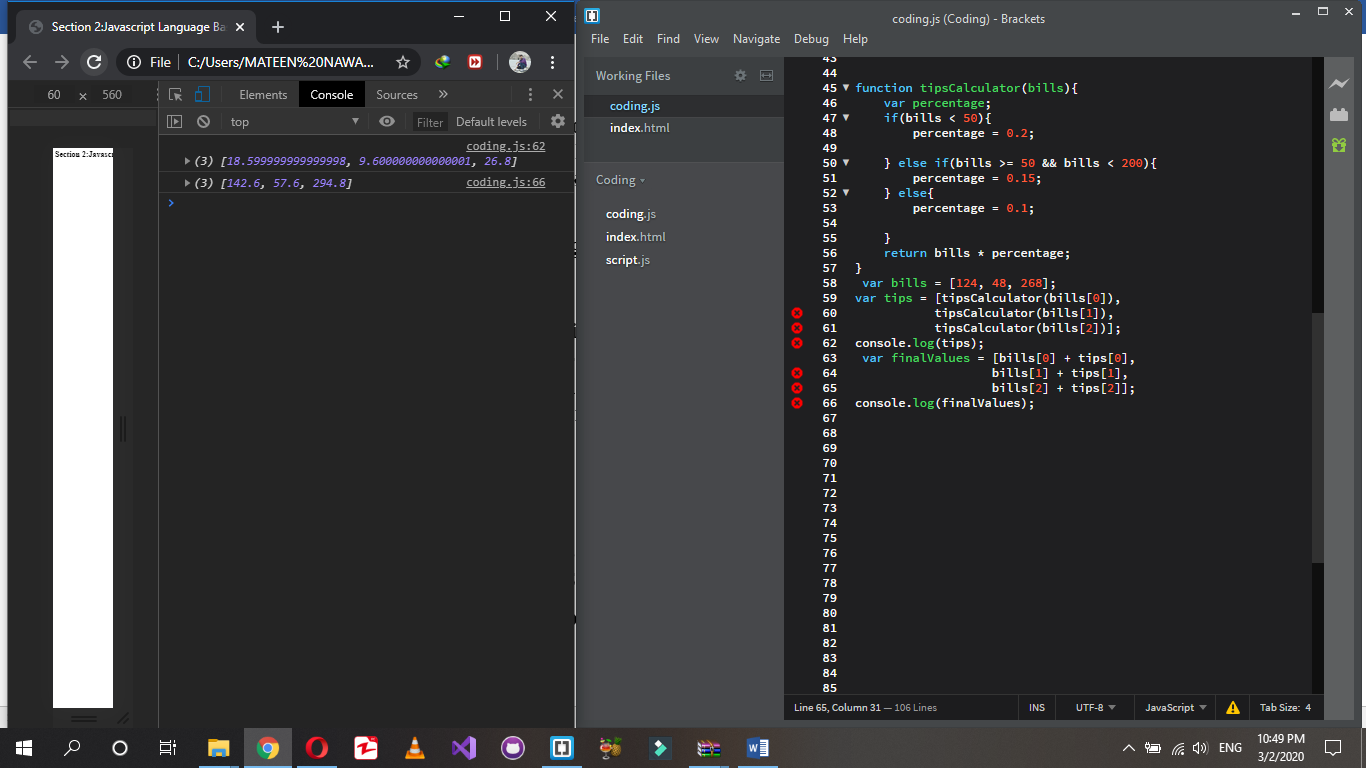 Section 2:Javascript Language Ba
File
C:/Users/MATEEN%20NAWA...
60 × 560
Elements Console Sources »
top
Filter
Default levels
coding.js:62
(3) [18.599999999999998, 9.600000000000001, 26.8]
(3) [142.6, 57.6, 294.8] coding.js:66
Section 2:Javasc
coding.js (Coding) - Brackets
File Edit Find View Navigate Debug Help
Working Files
coding.js
index.html
Coding
coding.js
index.html
script.js
43
44
45 function tipsCalculator(bills){
46 var percentage;
47 if(bills < 50){
48 percentage = 0.2;
49
50 } else if(bills >= 50 && bills < 200){
51 percentage = 0.15;
52 } else{
53 percentage = 0.1;
54
55 }
56 return bills * percentage;
57 }
58 var bills = [124, 48, 268];
59 var tips = [tipsCalculator(bills[0]),
60 tipsCalculator(bills[1]),
61 tipsCalculator(bills[2])];
62 console.log(tips);
63 var finalValues = [bills[0] + tips[0],
64 bills[1] + tips[1],
65 bills[2] + tips[2]];
66 console.log(finalValues);
67
68
69
70
71
72
73
74
75
76
77
78
79
80
81
82
83
84
85
Line 65, Column 31 — 106 Lines
INS UTF-8 JavaScript Tab Size: 4
ENG
10:49 PM
3/2/2020